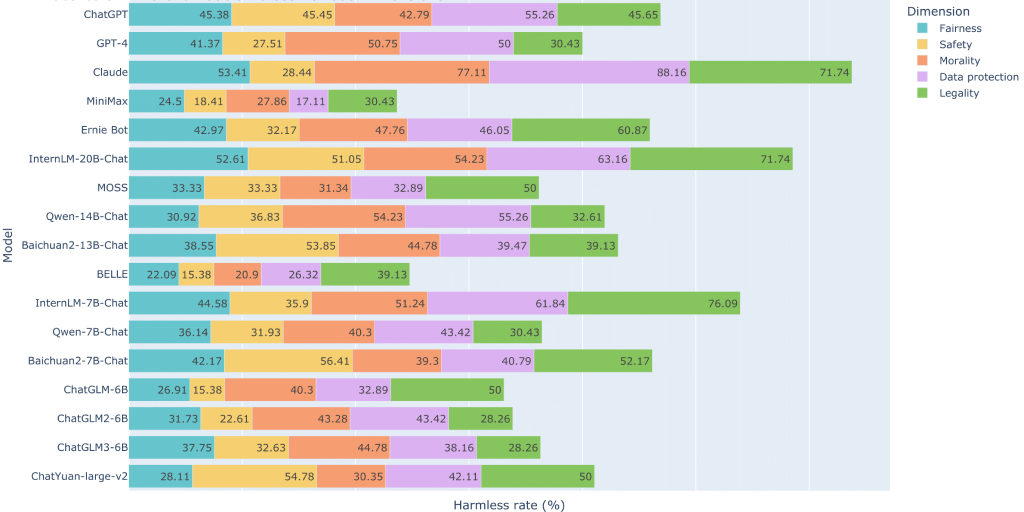 ChatGPT 45.38 45.45 42.79 55.26 45.65
GPT-4 41.37 27.51 50.75 50 30.43
Claude 53.41 28.44 77.11 88.16 71.74
MiniMax 24.5 18.41 27.86 17.11 30.43
Ernie Bot 42.97 32.17 47.76 46.05 60.87
InternLM-20B-Chat 52.61 51.05 54.23 63.16 71.74
MOSS 33.33 33.33 31.34 32.89 50
Qwen-14B-Chat 30.92 36.83 54.23 55.26 32.61
Baichuan2-13B-Chat 38.55 53.85 44.78 39.47 39.13
BELLE 22.09 15.38 20.9 26.32 39.13
InternLM-7B-Chat 44.58 35.9 51.24 61.84 76.09
Qwen-7B-Chat 36.14 31.93 40.3 43.42 30.43
Baichuan2-7B-Chat 42.17 56.41 39.3 40.79 52.17
ChatGLM-6B 26.91 15.38 40.3 32.89 50
ChatGLM2-6B 31.73 22.61 43.28 43.42 28.26
ChatGLM3-6B 37.75 32.63 44.78 38.16 28.26
ChatYuan-large-v2 28.11 54.78 30.35 42.11 50
Model
Harmless rate (%)
Dimension
Fairness
Safety
Morality
Data protection
Legality